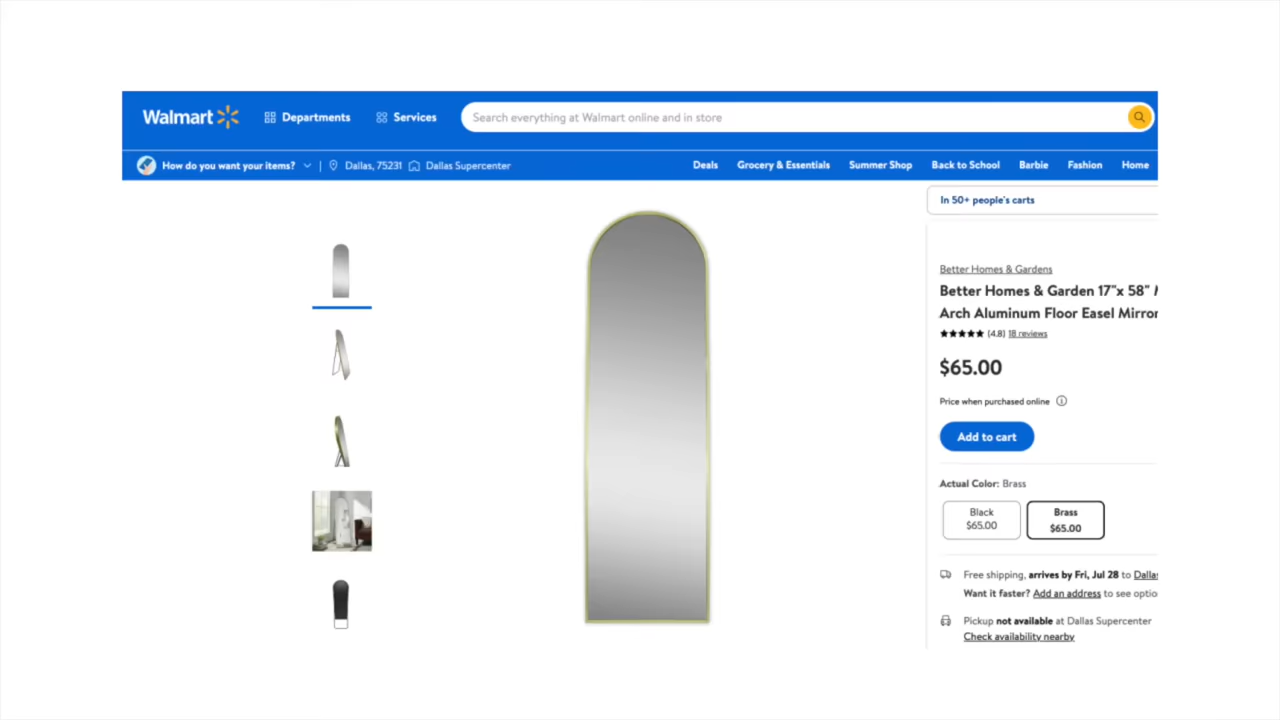 Walmart
Departments
Services
Search everything at Walmart online and in store
How do you want your items?
| Dallas, 75231
Dallas Supercenter
Deals
Grocery & Essentials
Summer Shop
Back to School
Barbie
Fashion
Home
In 50+ people's carts
Better Homes & Gardens
Better Homes & Garden 17"x 58"
Arch Aluminum Floor Easel Mirror
(4.8) 18 reviews
$65.00
Price when purchased online
Add to cart
Actual Color: Brass
Black
$65.00
Brass
$65.00
Free shipping, arrives by Fri, Jul 28 to Dallas
Want it faster? Add an address to see optio
Pickup not available at Dallas Supercenter
Check availability nearby